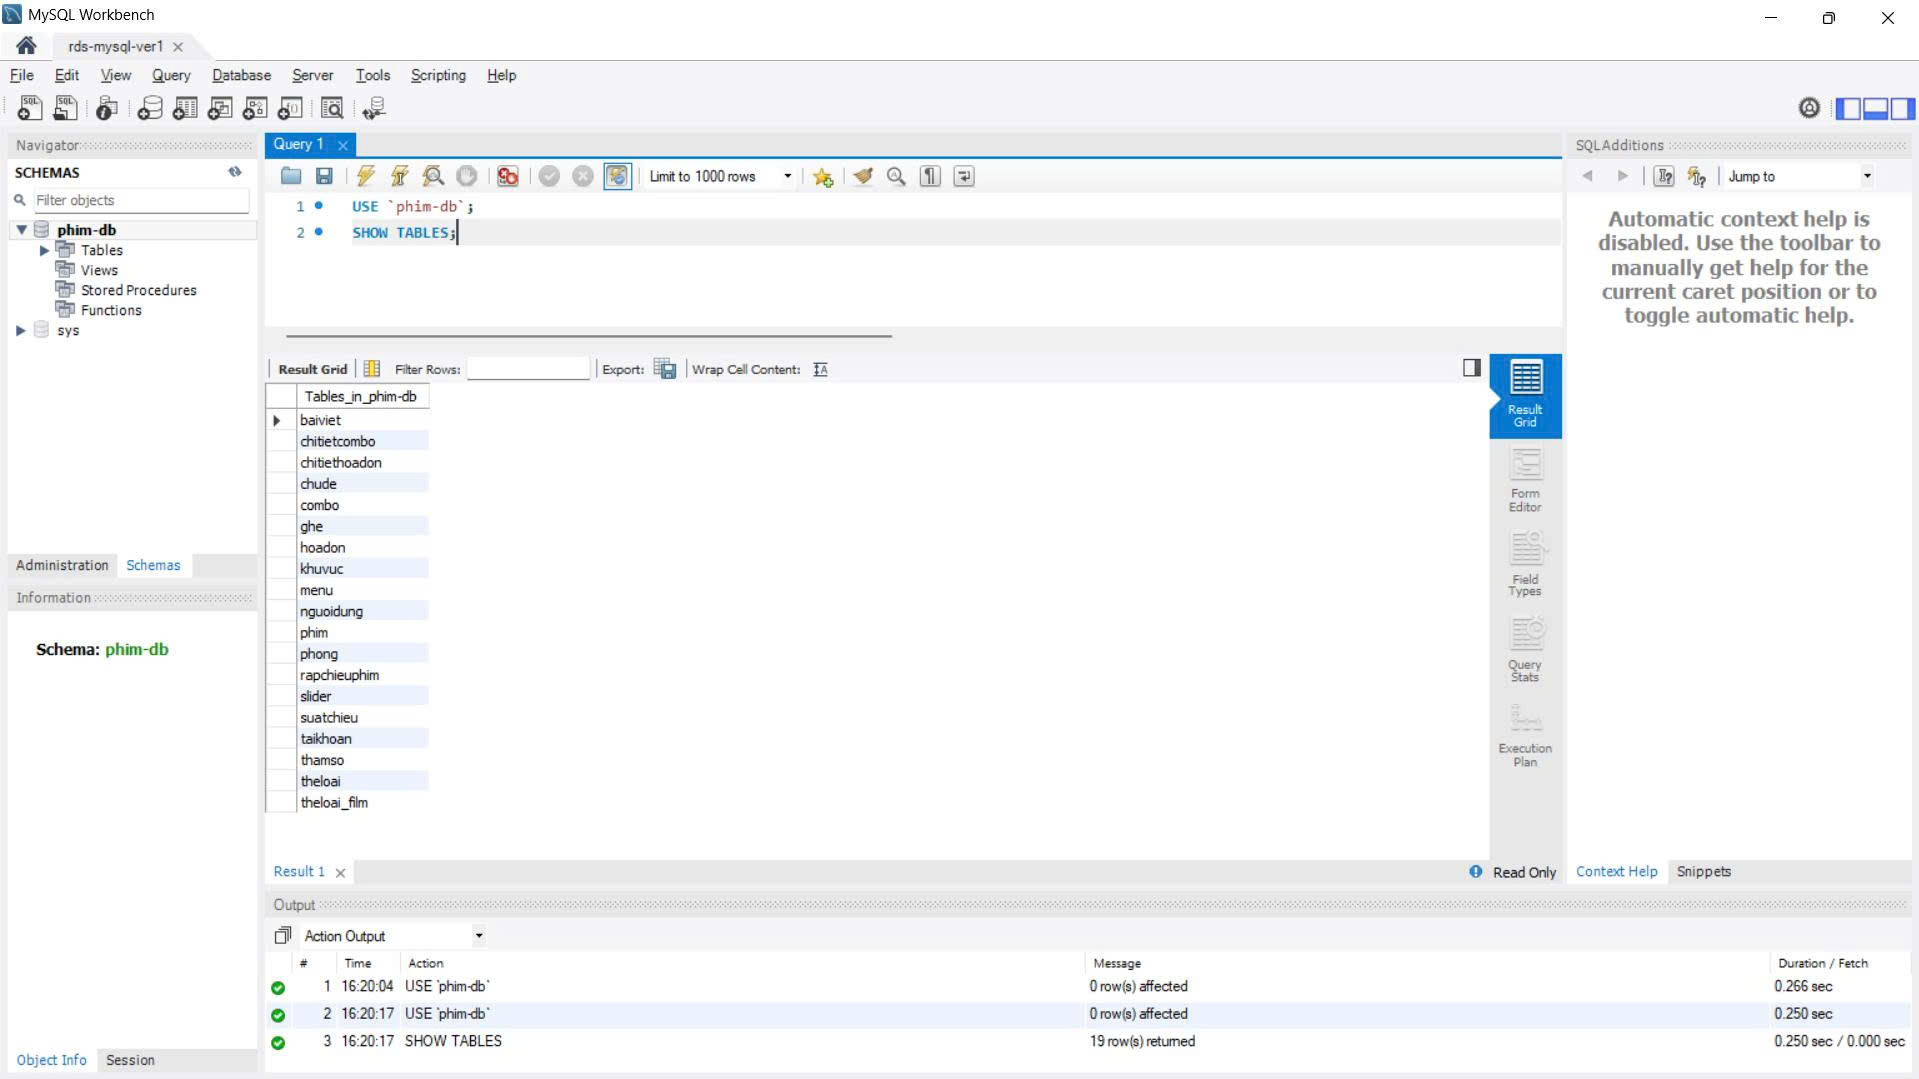 MySQL Workbench
rds-mysql-ver1
File Edit View Query Database Server Tools Scripting Help
Navigator
SCHEMAS
Filter objects
phim-db
Tables
Views
Stored Procedures
Functions
sys
Administration Schemas
Information
Schema: phim-db
Object Info Session
Query 1
Limit to 1000 rows
1 USE `phim-db`;
2 SHOW TABLES;
Result Grid Filter Rows: Export: Wrap Cell Content:
Tables_in_phim-db
baiviet
chitietcombo
chitiethoadon
chude
combo
ghe
hoadon
khuvuc
menu
nguoidung
phim
phong
rapchieuphim
slider
suatchieu
taikhoan
thamso
theloai
theloai_film
Result
Grid
Form
Editor
Field
Types
Query
Stats
Execution
Plan
Result 1
Read Only
SQLAdditions
Jump to
Automatic context help is
disabled. Use the toolbar to
manually get help for the
current caret position or to
toggle automatic help.
Context Help Snippets
Output
Action Output
# Time Action Message Duration / Fetch
1 16:20:04 USE `phim-db` 0 row(s) affected 0.266 sec
2 16:20:17 USE `phim-db` 0 row(s) affected 0.250 sec
3 16:20:17 SHOW TABLES 19 row(s) returned 0.250 sec / 0.000 sec